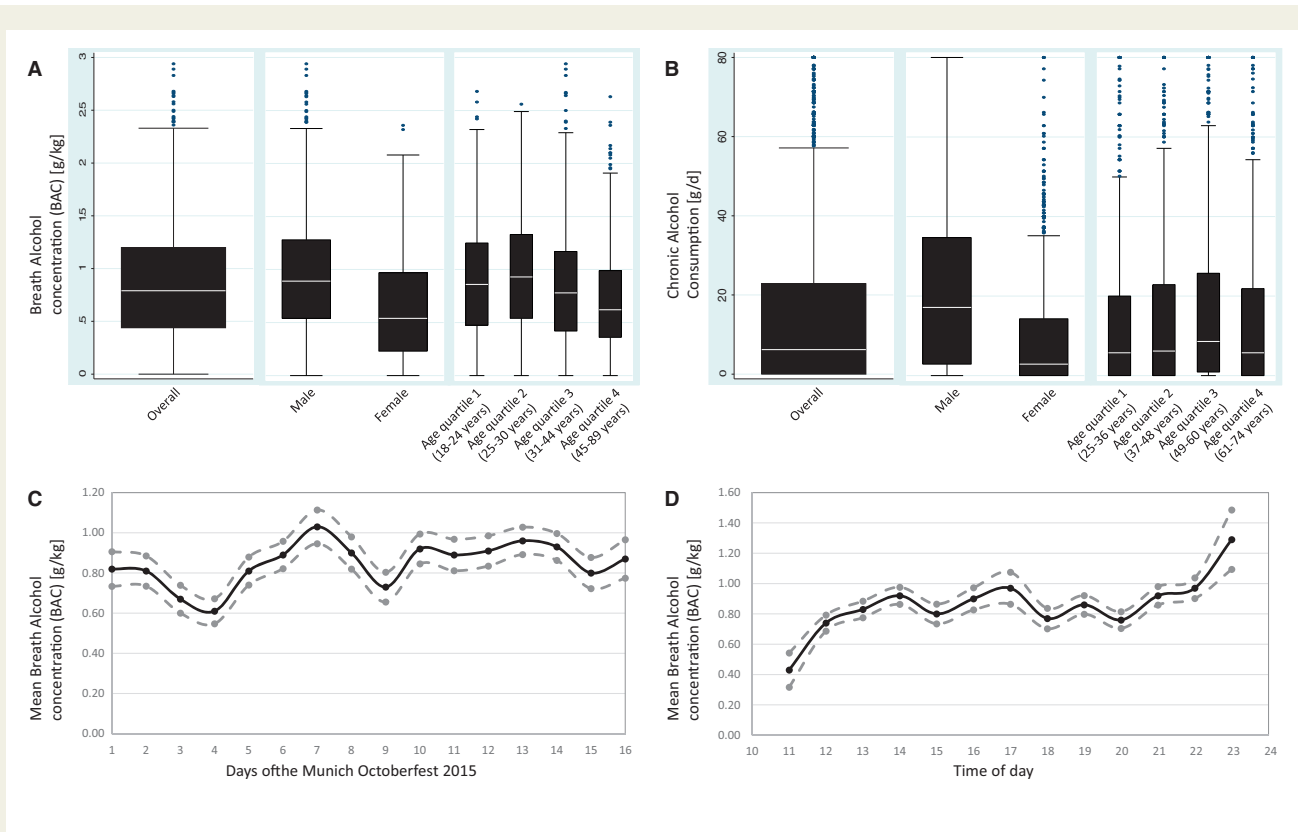 A
Breath Alcohol
concentration (BAC) [g/kg]
3
2.5
2
1.5
1
.5
0
Overall
Male
Female
Age quartile 1
(18-24 years)
Age quartile 2
(25-30 years)
Age quartile 3
(31-44 years)
Age quartile 4
(45-89 years)
B
Chronic Alcohol
Consumption [g/d]
80
60
40
20
0
Overall
Male
Female
Age quartile 1
(25-36 years)
Age quartile 2
(37-48 years)
Age quartile 3
(49-60 years)
Age quartile 4
(61-74 years)
C
Mean Breath Alcohol
concentration (BAC) [g/kg]
1.20
1.00
0.80
0.60
0.40
0.20
0.00
1 2 3 4 5 6 7 8 9 10 11 12 13 14 15 16
Days ofthe Munich Octoberfest 2015
D
Mean Breath Alcohol
concentration (BAC) [g/kg]
1.60
1.40
1.20
1.00
0.80
0.60
0.40
0.20
0.00
10 11 12 13 14 15 16 17 18 19 20 21 22 23 24
Time of day